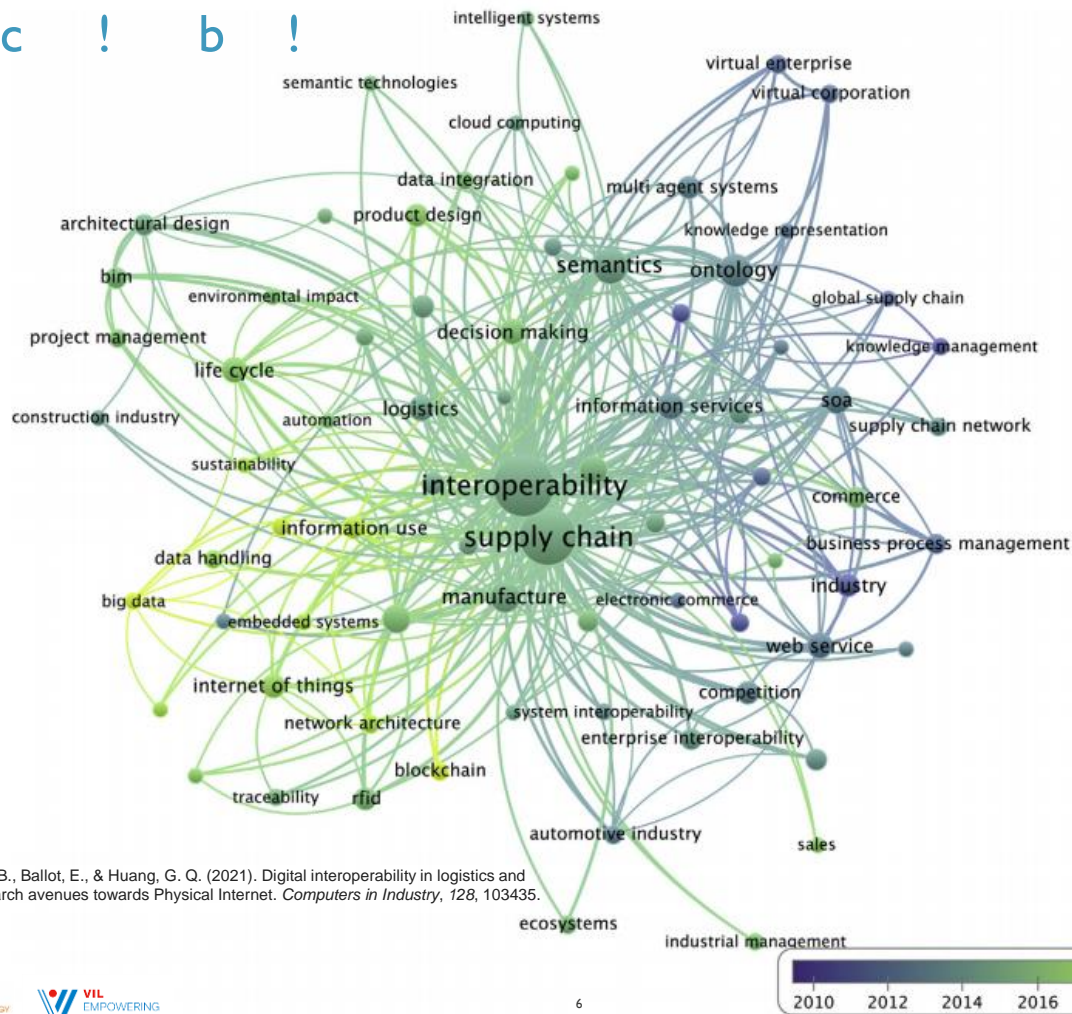 c ! b !
intelligent systems
virtual enterprise
semantic technologies
virtual corporation
cloud computing
data integration
multi agent systems
product design
architectural design
knowledge representation
semantics
ontology
bim
environmental impact
global supply chain
decision making
project management
knowledge management
life cycle
soa
logistics
information services
construction industry
automation
supply chain network
sustainability
interoperability
commerce
information use
supply chain
business process management
data handling
industry
manufacture
electronic commerce
big data
embedded systems
web service
internet of things
competition
system interoperability
network architecture
enterprise interoperability
blockchain
traceability
rfid
automotive industry
sales
B., Ballot, E., & Huang, G. Q. (2021). Digital interoperability in logistics and
arch avenues towards Physical Internet. Computers in Industry, 128, 103435.
ecosystems
industrial management
2010 2012 2014 2016
VIL
EMPOWERING
6
GY